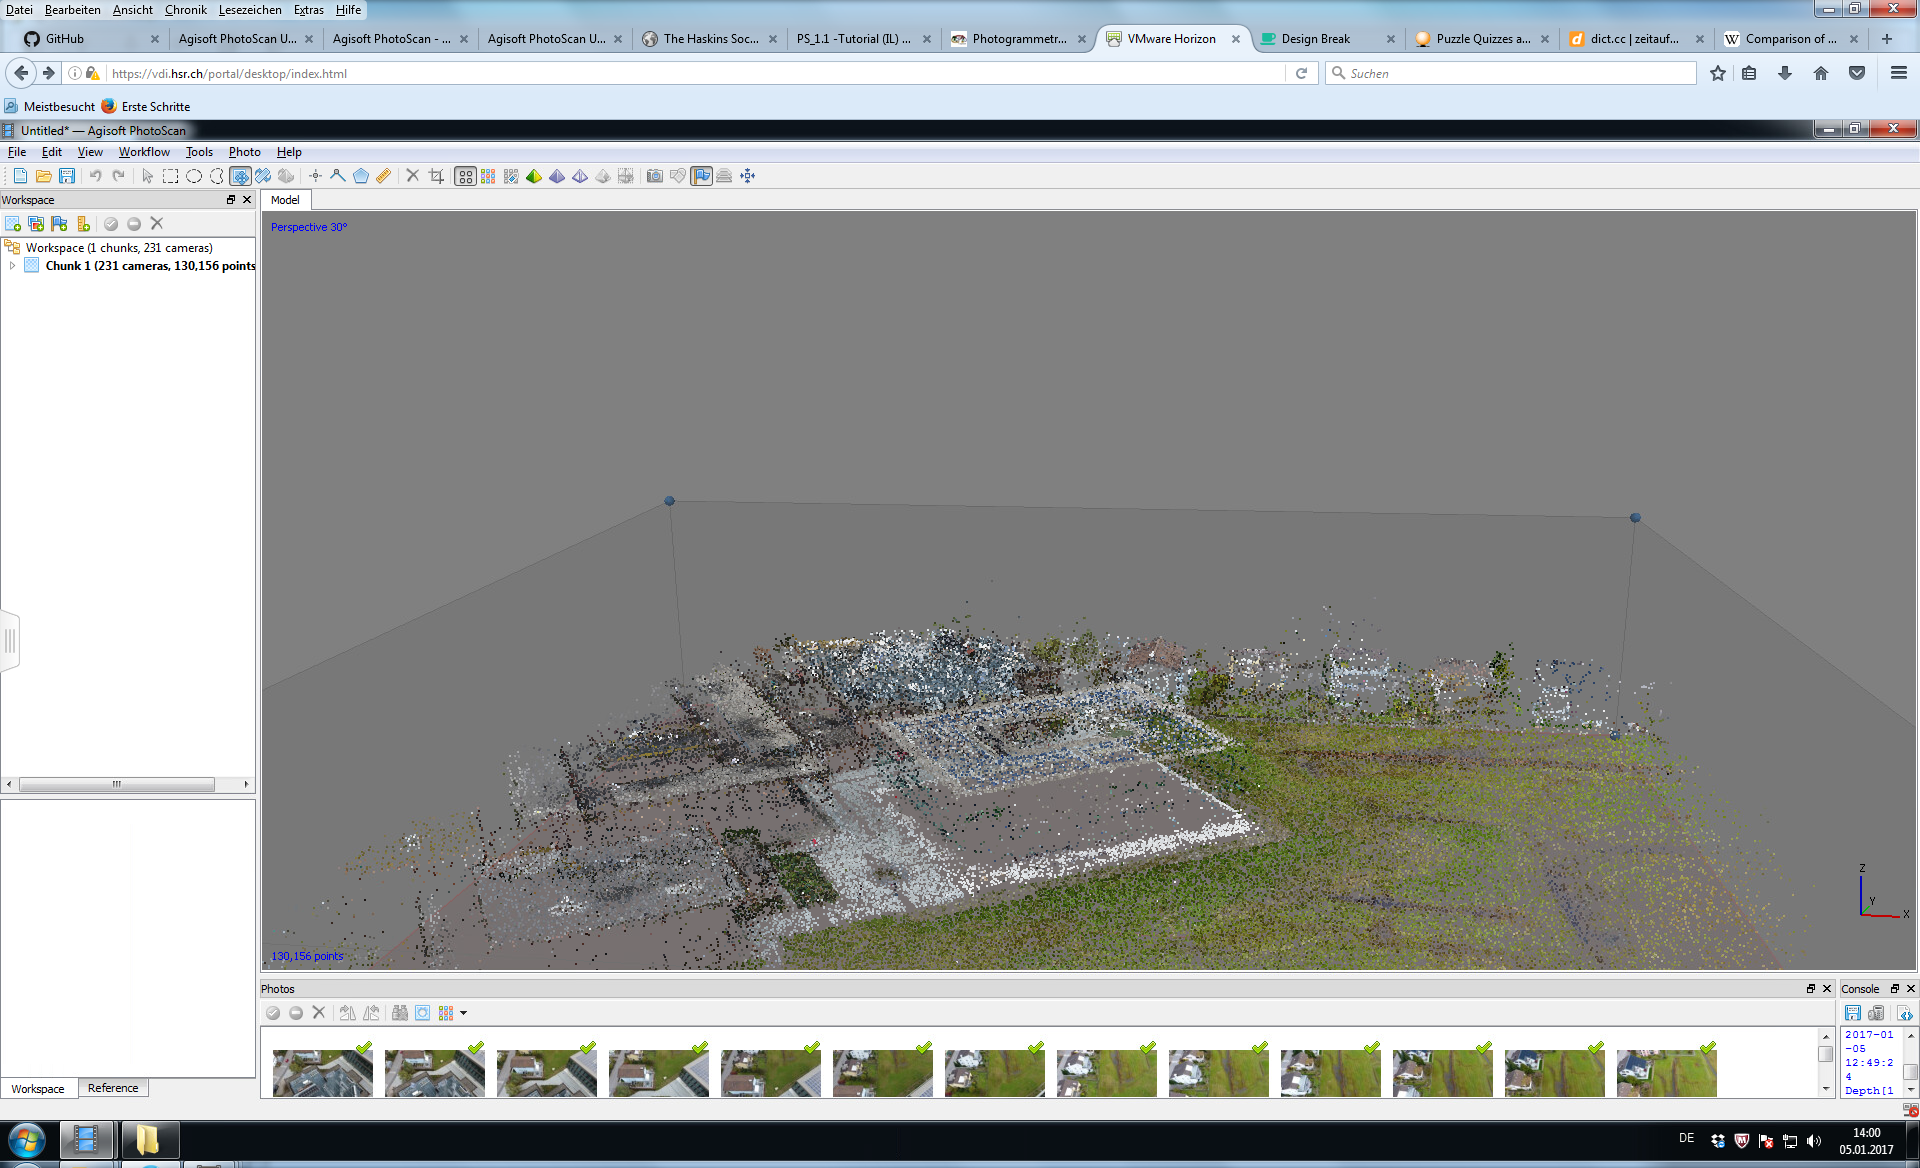 Datei Bearbeiten Ansicht Chronik Lesezeichen Extras Hilfe
GitHub Agisoft PhotoScan U... Agisoft PhotoScan - ... Agisoft PhotoScan U... The Haskins Soc... PS_1.1 -Tutorial (IL) ... Photogrammetr... VMware Horizon Design Break Puzzle Quizzes a... dict.cc | zeitauf... Comparison of ...
https://vdi.hsr.ch/portal/desktop/index.html Suchen
Meistbesucht Erste Schritte
Untitled* — Agisoft PhotoScan
File Edit View Workflow Tools Photo Help
Workspace
Model
Perspective 30°
Workspace (1 chunks, 231 cameras)
Chunk 1 (231 cameras, 130,156 points
Z
Y
X
130,156 points
Photos
Console
2017-01
-05
12:49:2
4
Depth[1
Workspace Reference
DE
14:00
05.01.2017